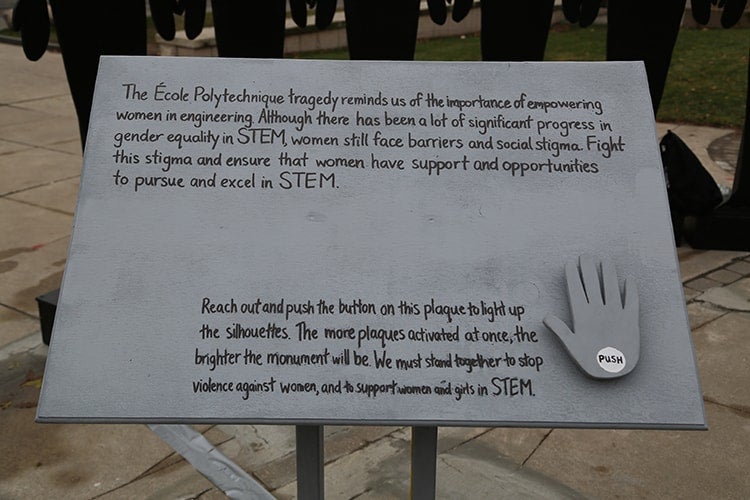 The École Polytechnique tragedy reminds us of the importance of empowering
women in engineering. Although there has been a lot of significant progress in
gender equality in STEM, women still face barriers and social stigma. Fight
this stigma and ensure that women have support and opportunities
to pursue and excel in STEM.
Reach out and push the button on this plaque to light up
the silhouettes. The more plaques activated at once, the
brighter the monument will be. We must stand together to stop
violence against women, and to support women and girls in STEM.
PUSH